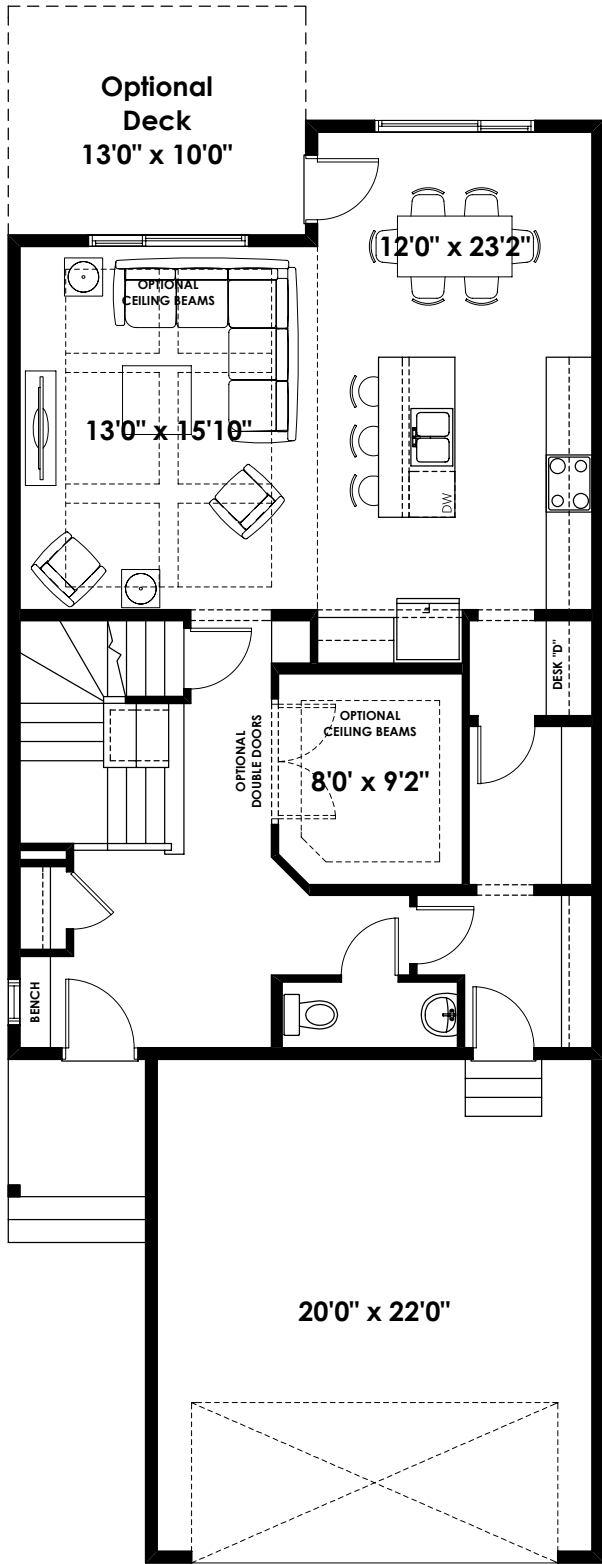 Optional
Deck
13'0" x 10'0"
12'0" x 23'2"
OPTIONAL
CEILING BEAMS
13'0" x 15'10"
DW
DESK "D"
OPTIONAL
DOUBLE DOORS
OPTIONAL
CEILING BEAMS
8'0' x 9'2"
BENCH
20'0" x 22'0"